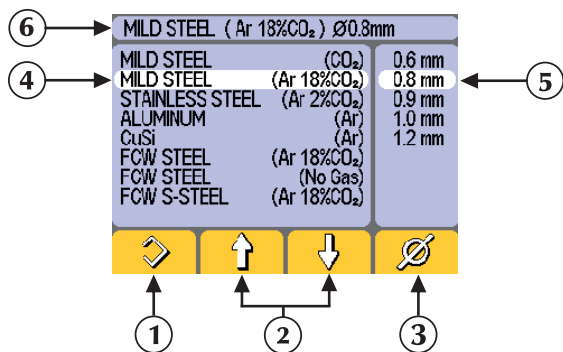 MILD STEEL ( Ar 18%CO₂ ) Ø0.8mm
MILD STEEL (CO₂) 0.6 mm
MILD STEEL (Ar 18%CO₂) 0.8 mm
STAINLESS STEEL (Ar 2%CO₂) 0.9 mm
ALUMINUM (Ar) 1.0 mm
CuSi (Ar) 1.2 mm
FCW STEEL (Ar 18%CO₂)
FCW STEEL (No Gas)
FCW S-STEEL (Ar 18%CO₂)
6
4
5
Ø
1
2
3